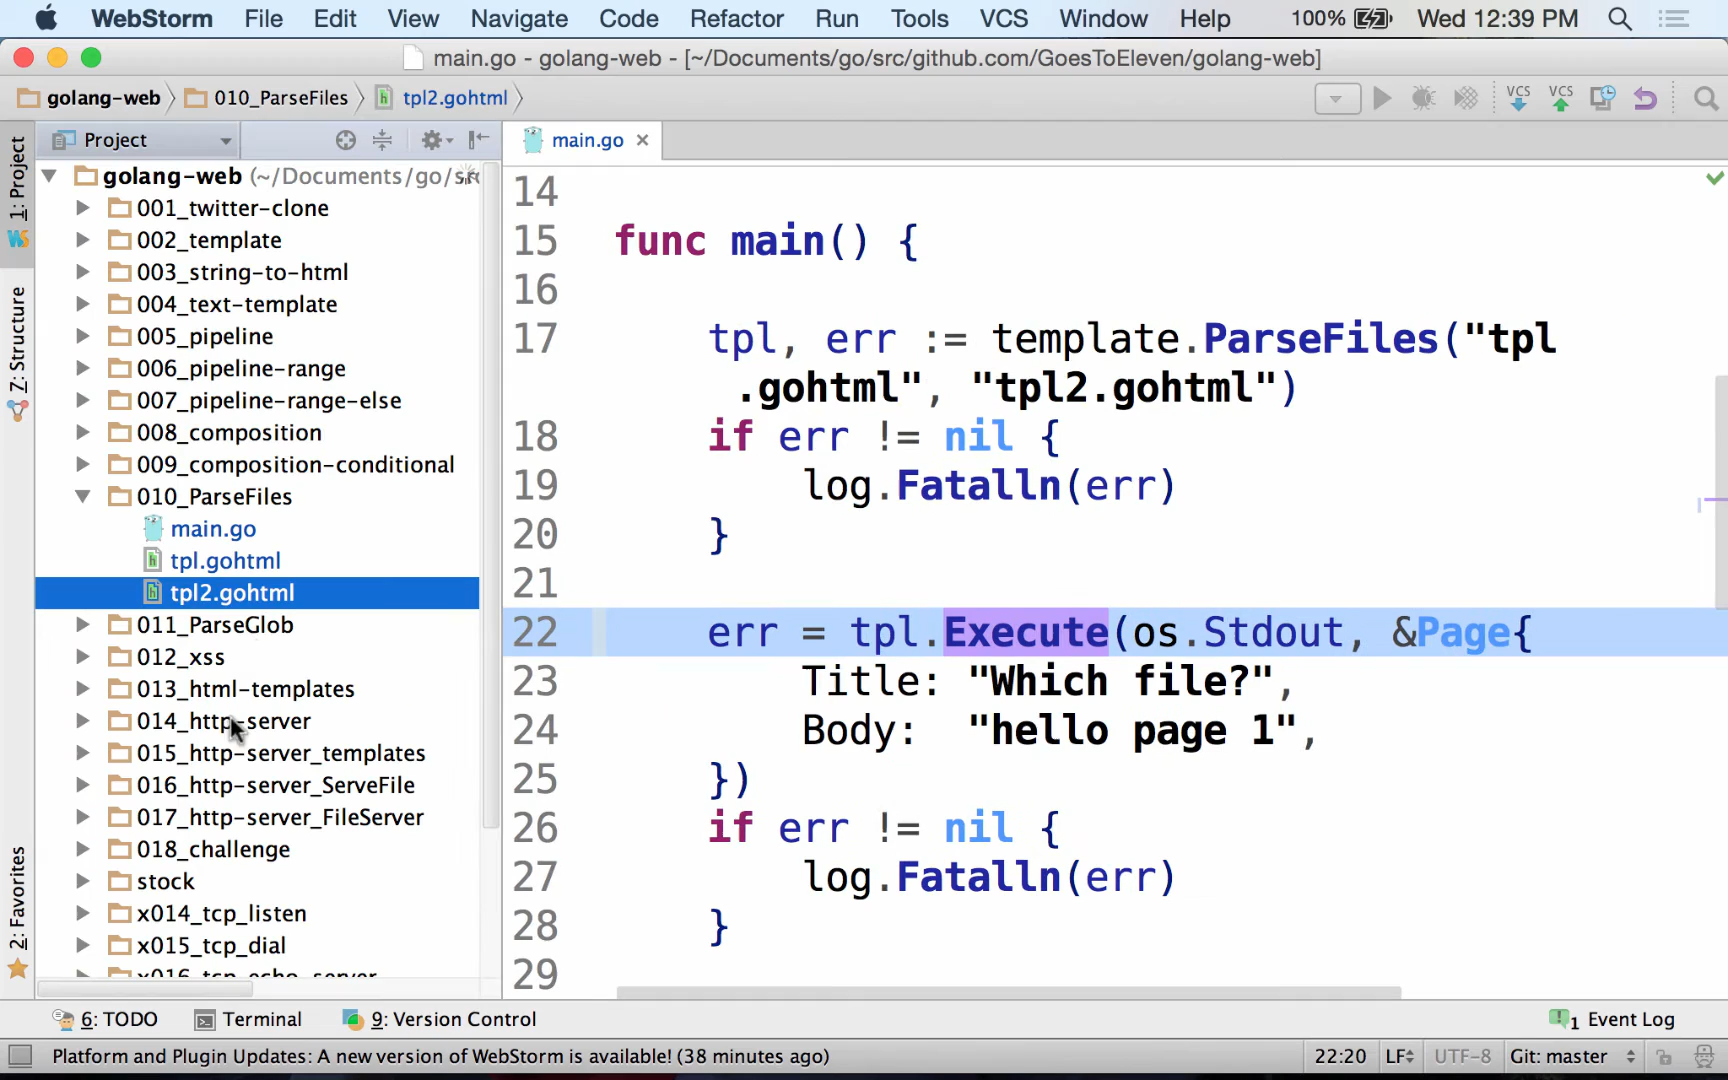 WebStorm File Edit View Navigate Code Refactor Run Tools VCS Window Help 100% Wed 12:39 PM
main.go - golang-web - [~/Documents/go/src/github.com/GoesToEleven/golang-web]
golang-web 010_ParseFiles tpl2.gohtml VCS VCS
1: Project
Z: Structure
2: Favorites
Project
golang-web (~/Documents/go/src
001_twitter-clone
002_template
003_string-to-html
004_text-template
005_pipeline
006_pipeline-range
007_pipeline-range-else
008_composition
009_composition-conditional
010_ParseFiles
main.go
tpl.gohtml
tpl2.gohtml
011_ParseGlob
012_xss
013_html-templates
014_http-server
015_http-server_templates
016_http-server_ServeFile
017_http-server_FileServer
018_challenge
stock
x014_tcp_listen
x015_tcp_dial
x016_tcp_echo_server
main.go
14
15 func main() {
16
17 tpl, err := template.ParseFiles("tpl
.gohtml", "tpl2.gohtml")
18 if err != nil {
19 log.Fatalln(err)
20 }
21
22 err = tpl.Execute(os.Stdout, &Page{
23 Title: "Which file?",
24 Body: "hello page 1",
25 })
26 if err != nil {
27 log.Fatalln(err)
28 }
29
6: TODO Terminal 9: Version Control 1 Event Log
Platform and Plugin Updates: A new version of WebStorm is available! (38 minutes ago) 22:20 LF UTF-8 Git: master